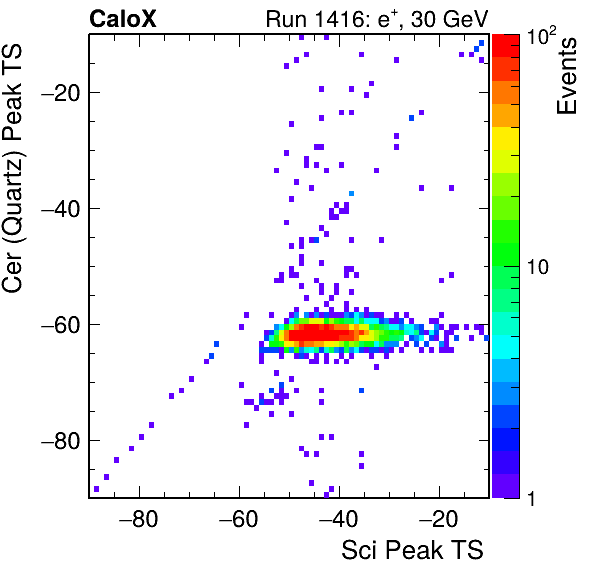 CaloX Run 1416: e⁺, 30 GeV
Cer (Quartz) Peak TS
−20
−40
−60
−80
−80 −60 −40 −20
Sci Peak TS
10²
10
1
Events